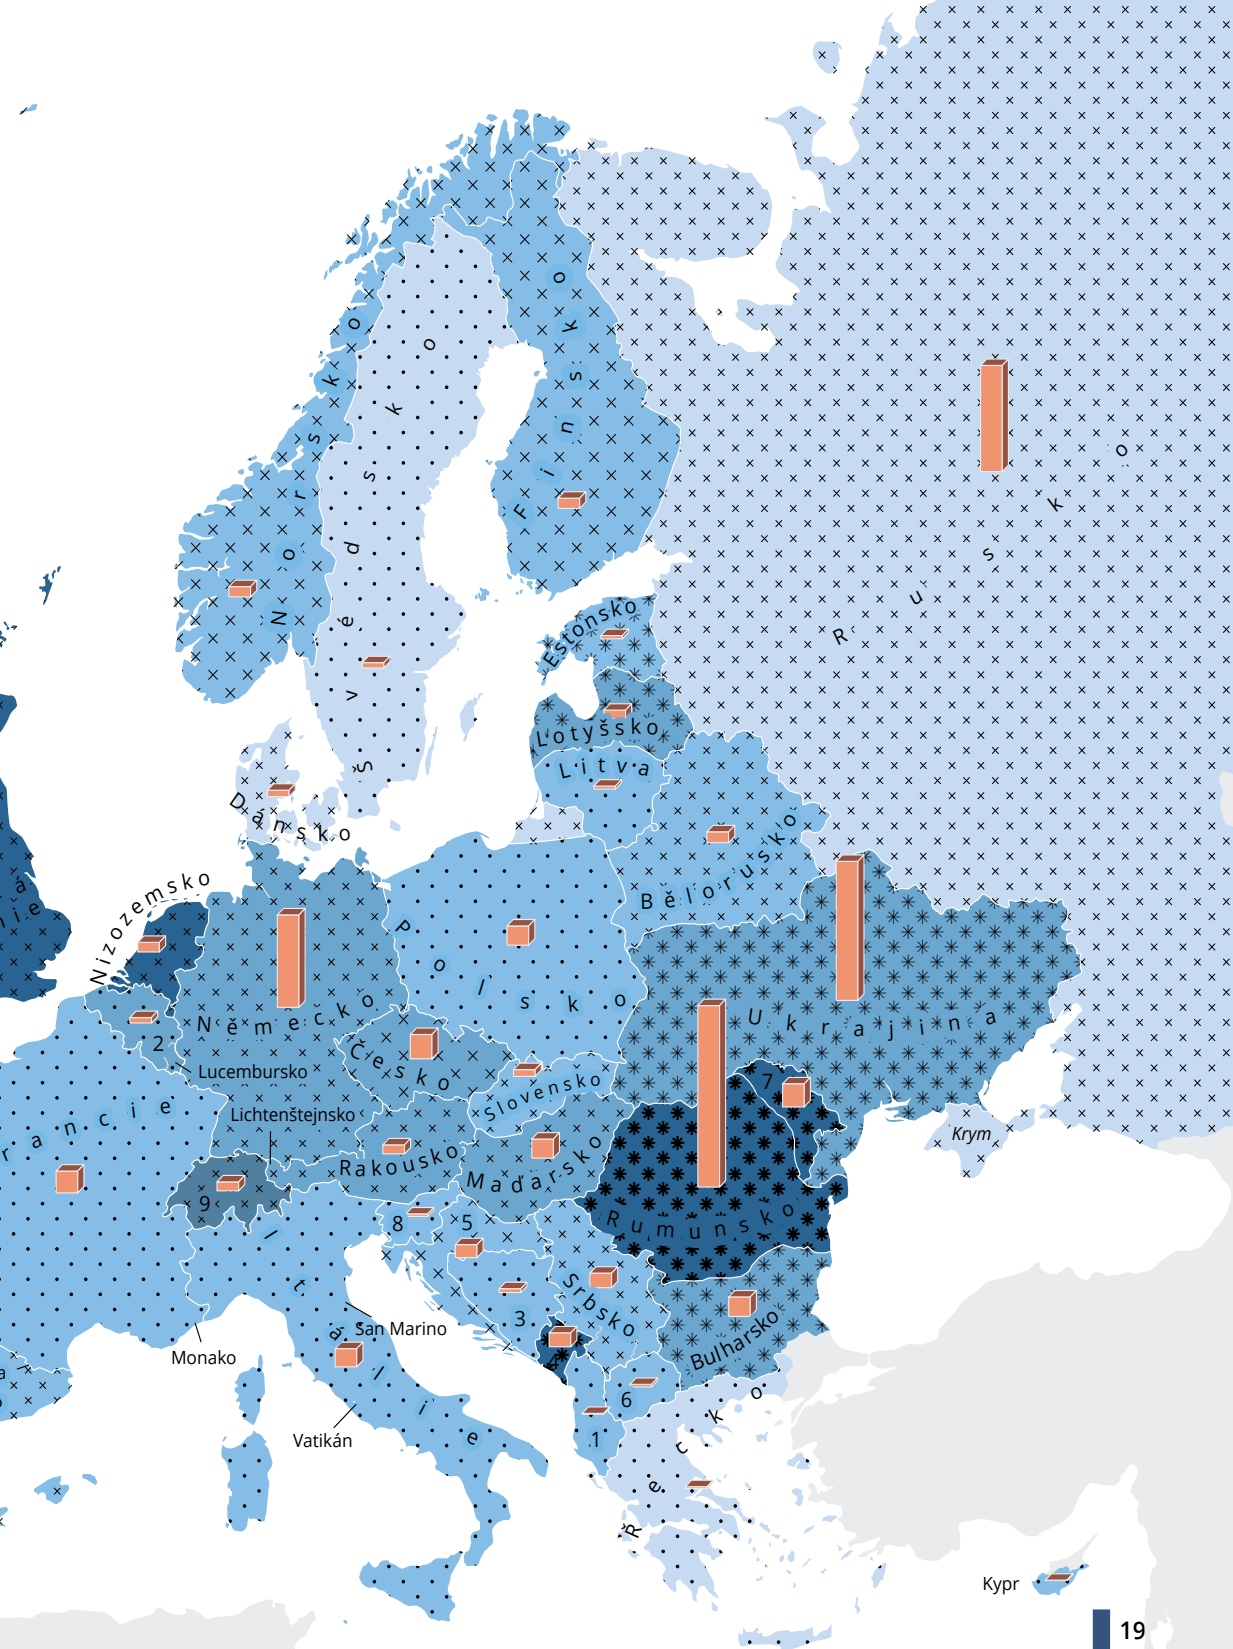 Norsko
Švédsko
Finsko
Rusko
Estonsko
Lotyšsko
Litva
Dánsko
Bělorusko
Nizozemsko
Polsko
Německo
2
Lucembursko
Česko
Ukrajina
Slovensko
7
Lichtenštejnsko
Krym
Rakousko
Maďarsko
9
8
5
Rumunsko
Itálie
Srbsko
3
San Marino
Monako
Bulharsko
6
Vatikán
1
Řecko
Kypr
19